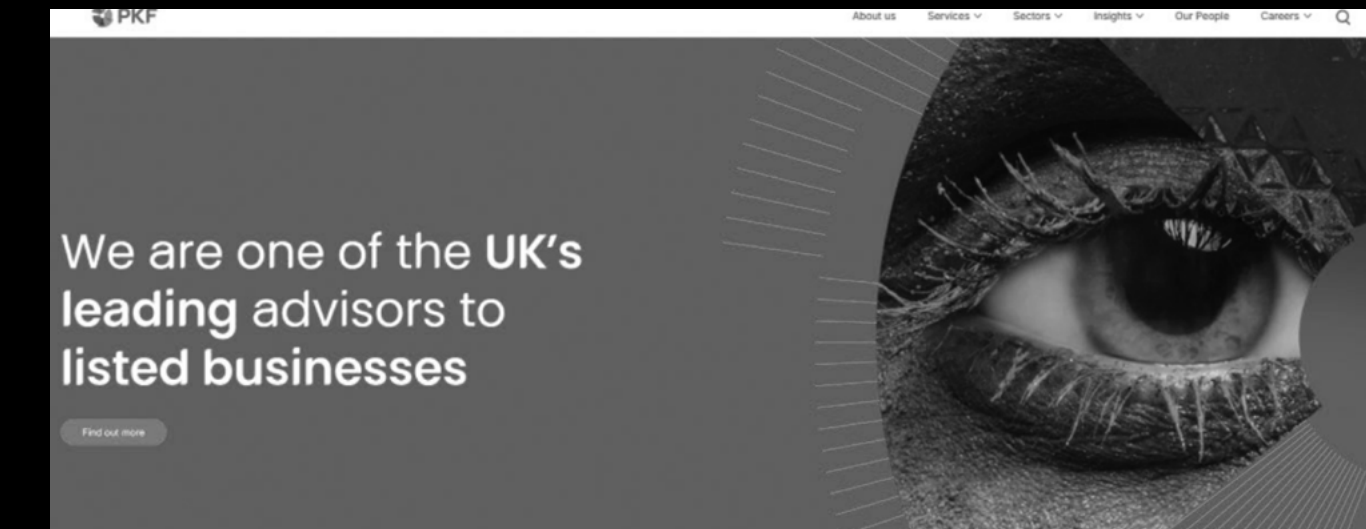 PKF
About us Services Sectors Insights Our People Careers
We are one of the UK's
leading advisors to
listed businesses
Find out more